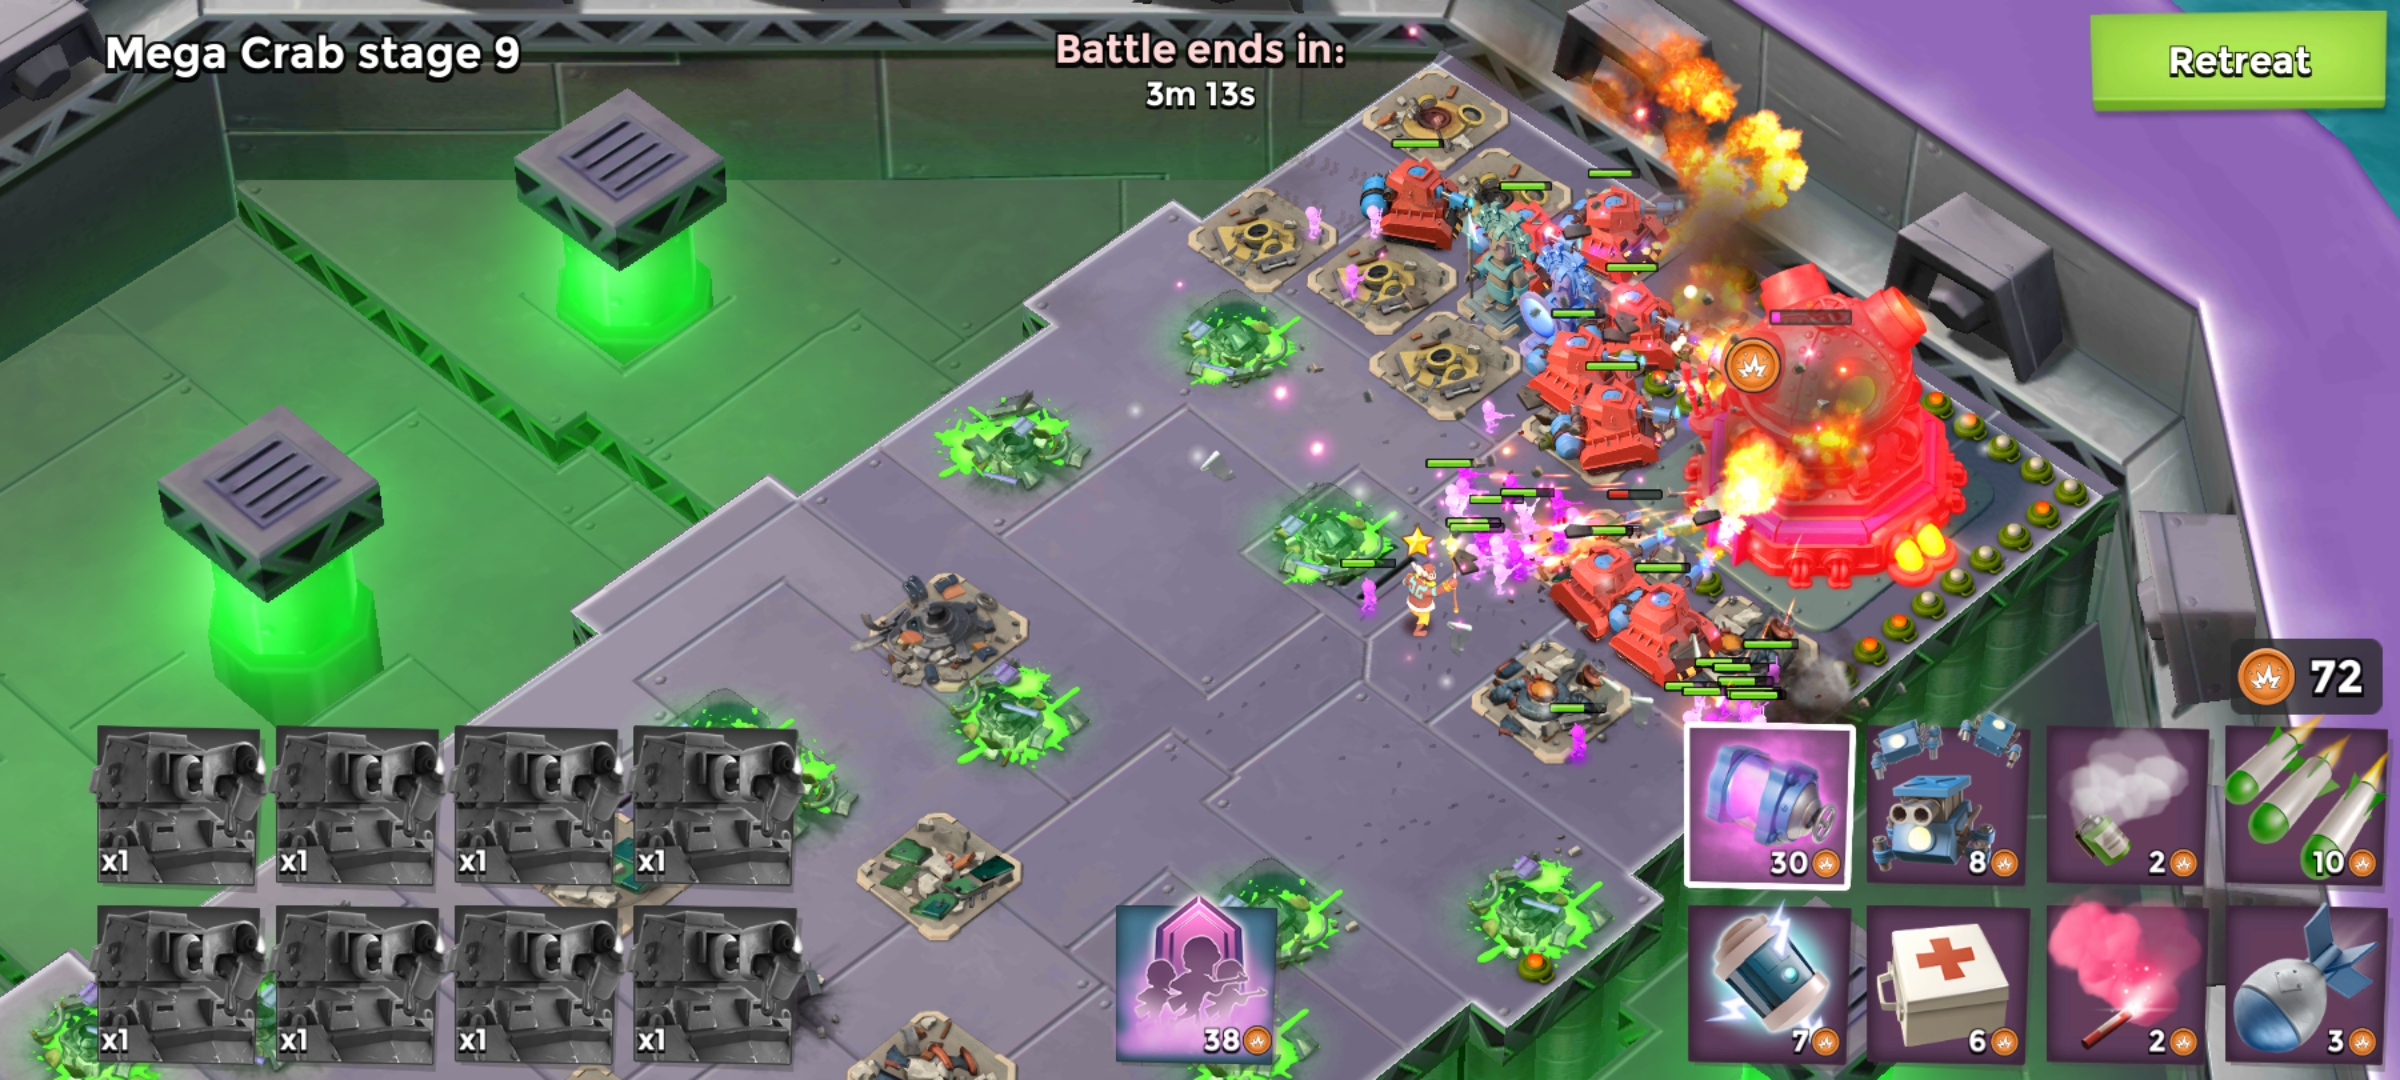 Mega Crab stage 9
Battle ends in:
3m 13s
Retreat
72
x1
x1
x1
x1
30
8
2
10
x1
x1
x1
x1
38
7
6
2
3